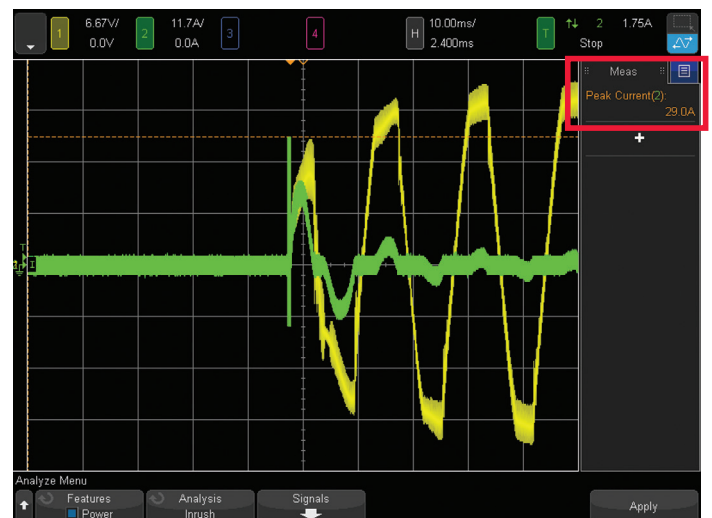 1 6.67V/ 2 11.7A/ 3 4 H 10.00ms/ T ↑↓ 2 1.75A
0.0V 0.0A 2.400ms Stop
Meas
Peak Current(2):
29.0A
+
T
I
Analyze Menu
Features Analysis Signals
Power Inrush Apply